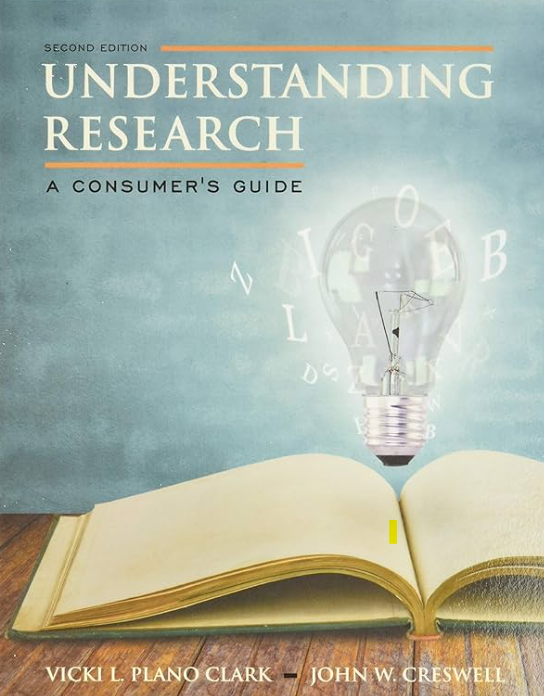 SECOND EDITION
UNDERSTANDING
RESEARCH
A CONSUMER'S GUIDE
O
I G E B
N
L A N
D S Z
B
VICKI L. PLANO CLARK - JOHN W. CRESWELL